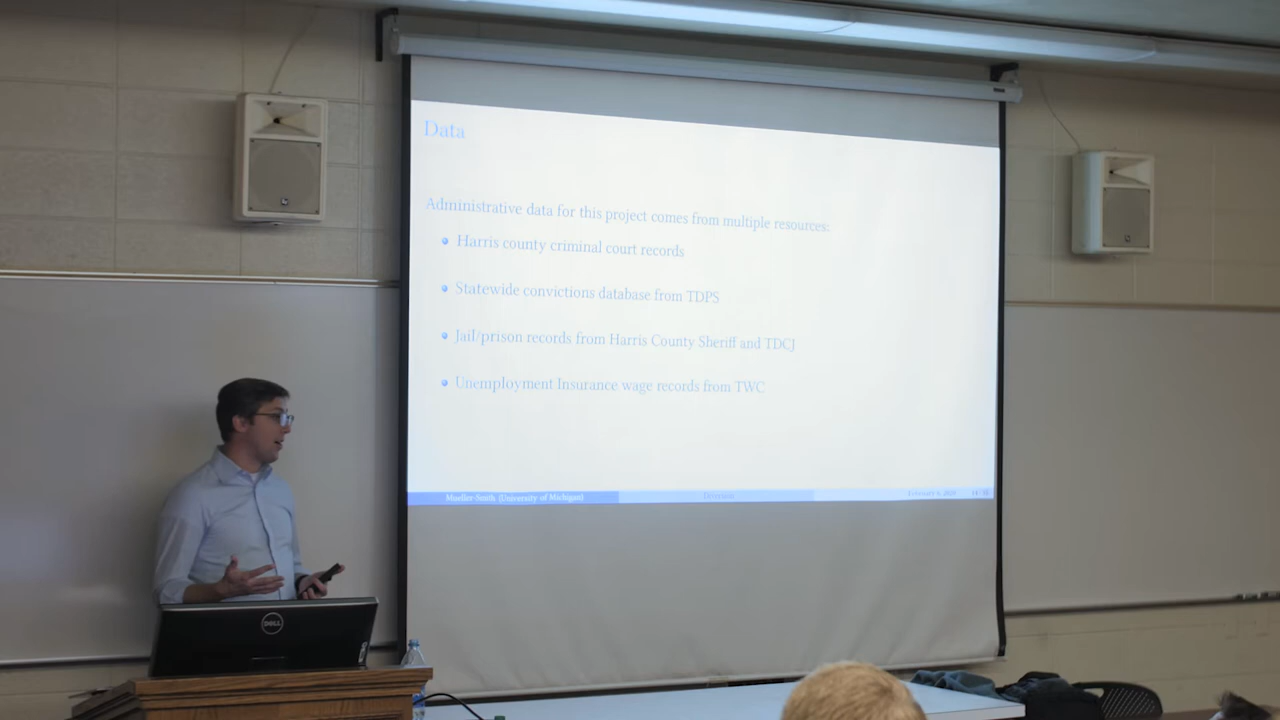 Data
Administrative data for this project comes from multiple resources:
Harris county criminal court records
Statewide convictions database from TDPS
Jail/prison records from Harris County Sheriff and TDCJ
Unemployment Insurance wage records from TWC
Mueller-Smith (University of Michigan)
Diversion
DELL